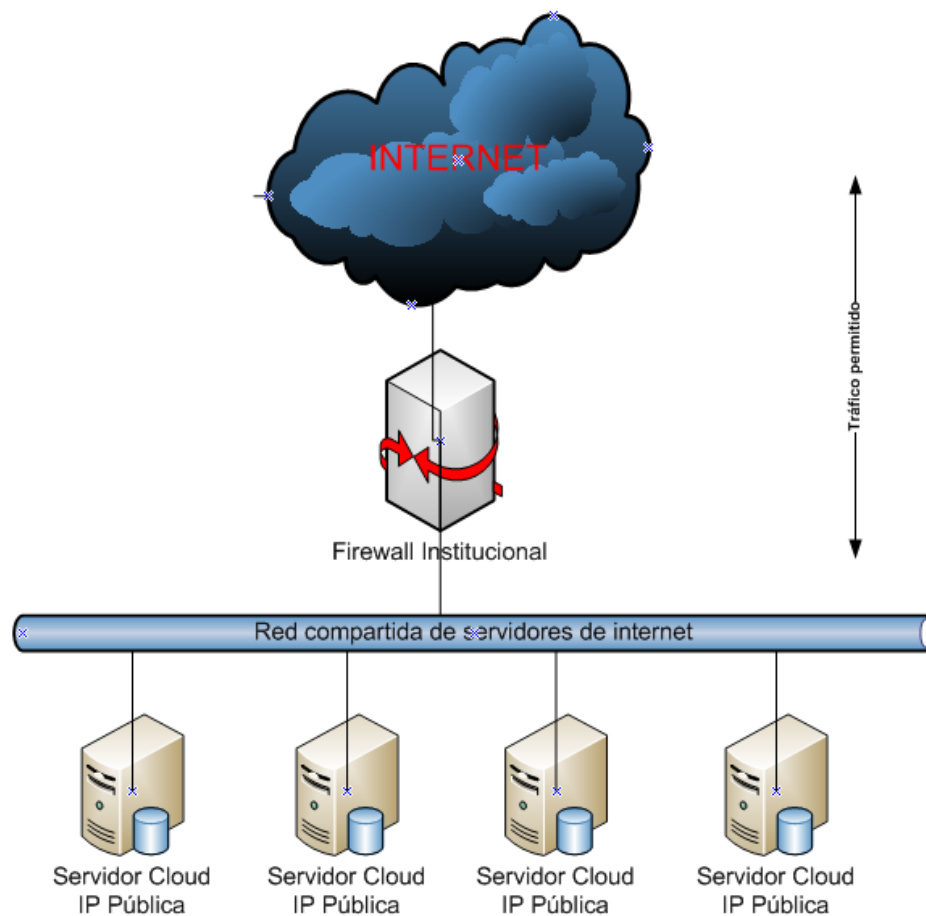 INTERNET
Tráfico permitido
Firewall Institucional
Red compartida de servidores de internet
Servidor Cloud
IP Pública
Servidor Cloud
IP Pública
Servidor Cloud
IP Pública
Servidor Cloud
IP Pública